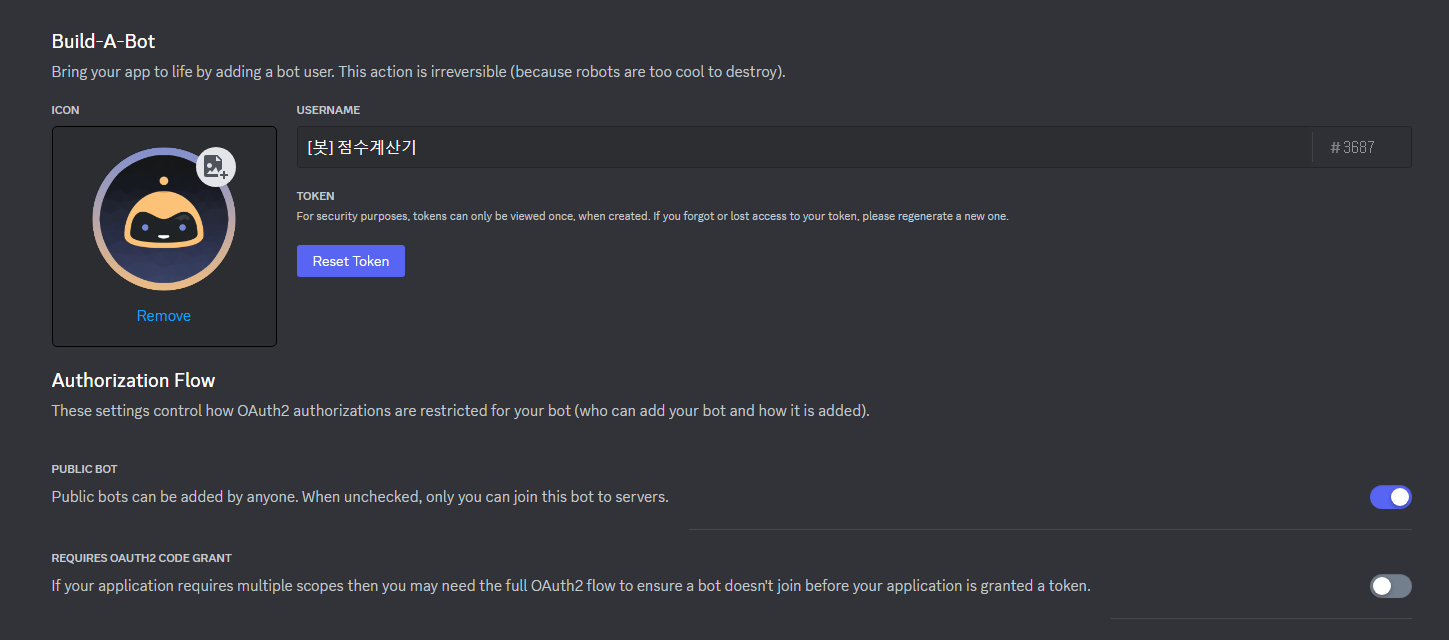 Build-A-Bot
Bring your app to life by adding a bot user. This action is irreversible (because robots are too cool to destroy).
ICON
USERNAME
[봇] 점수계산기
#3687
TOKEN
For security purposes, tokens can only be viewed once, when created. If you forgot or lost access to your token, please regenerate a new one.
Reset Token
Remove
Authorization Flow
These settings control how OAuth2 authorizations are restricted for your bot (who can add your bot and how it is added).
PUBLIC BOT
Public bots can be added by anyone. When unchecked, only you can join this bot to servers.
REQUIRES OAUTH2 CODE GRANT
If your application requires multiple scopes then you may need the full OAuth2 flow to ensure a bot doesn't join before your application is granted a token.